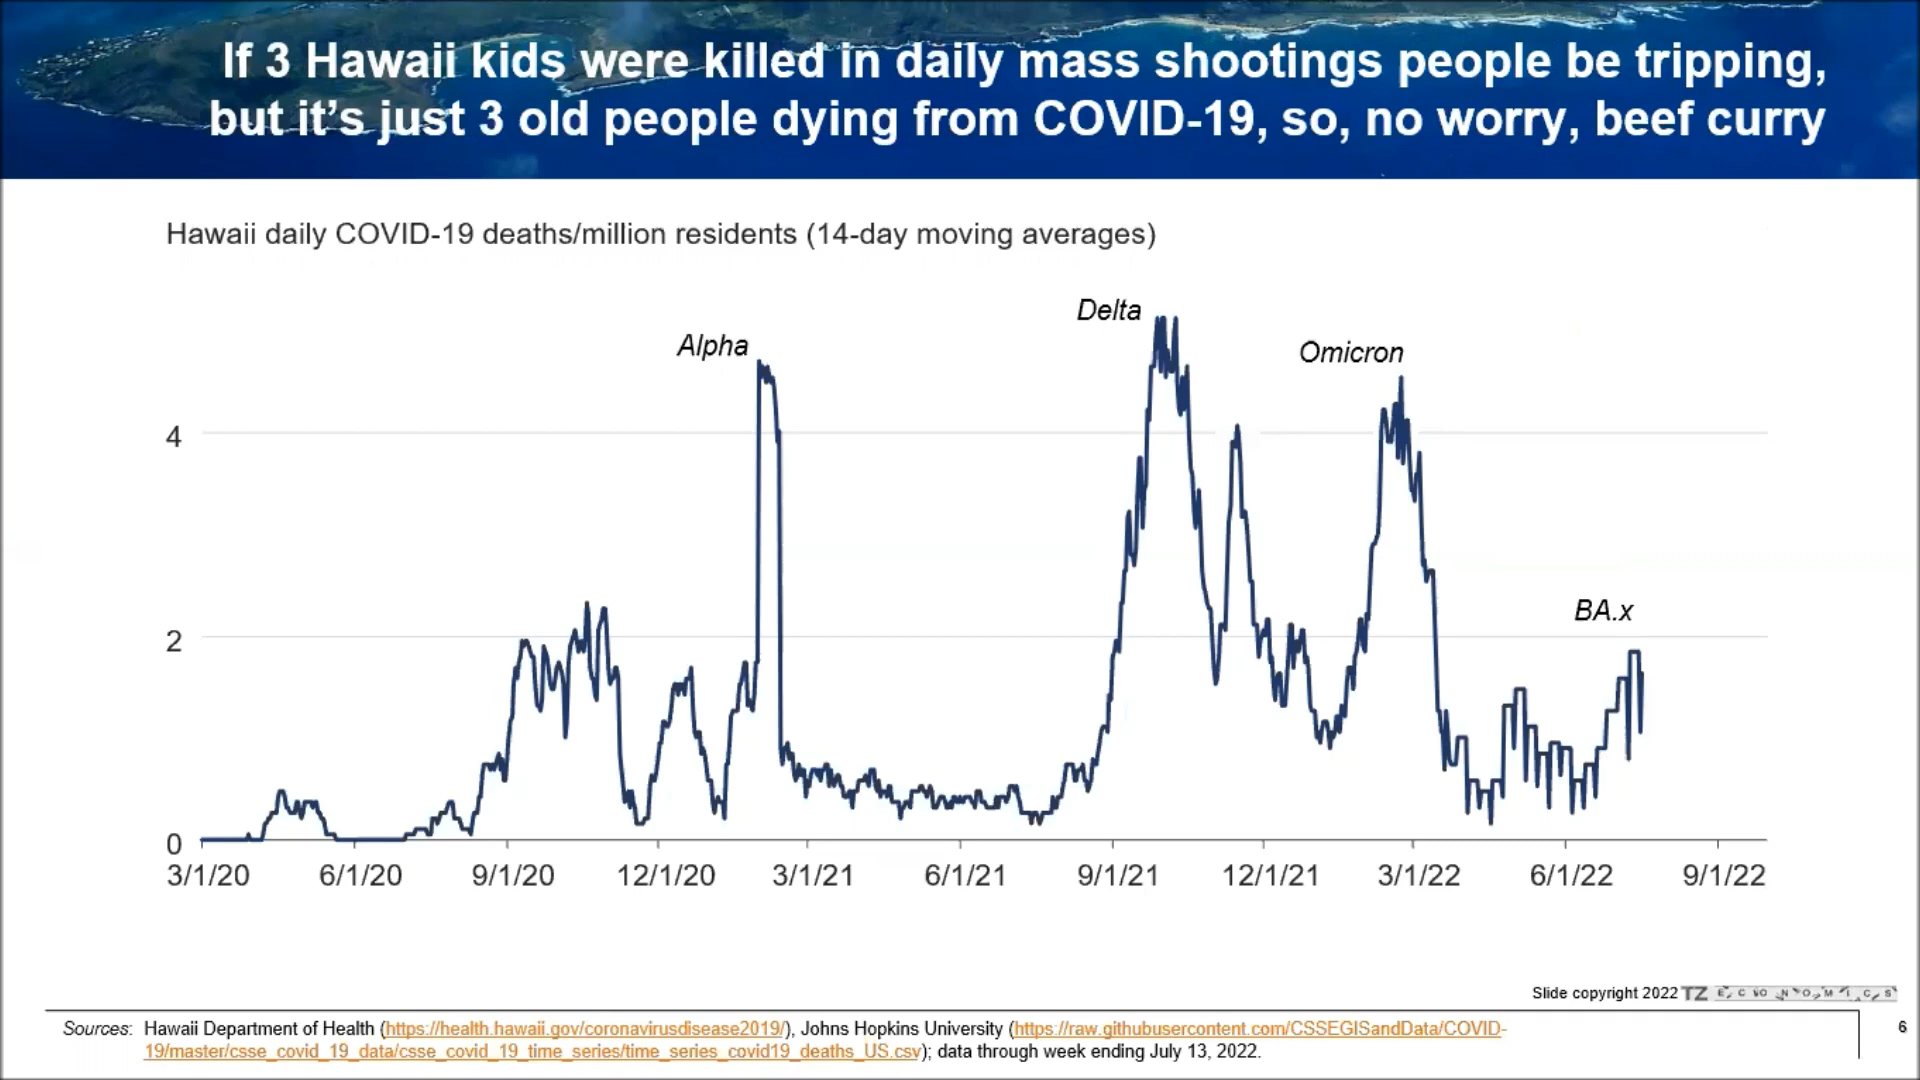 If 3 Hawaii kids were killed in daily mass shootings people be tripping,
but it's just 3 old people dying from COVID-19, so, no worry, beef curry
Hawaii daily COVID-19 deaths/million residents (14-day moving averages)
Alpha
Delta
Omicron
BA.x
4
2
0
3/1/20 6/1/20 9/1/20 12/1/20 3/1/21 6/1/21 9/1/21 12/1/21 3/1/22 6/1/22 9/1/22
Slide copyright 2022 TZ ECONOMICS
Sources: Hawaii Department of Health (https://health.hawaii.gov/coronavirusdisease2019/), Johns Hopkins University (https://raw.githubusercontent.com/CSSEGISandData/COVID-
19/master/csse_covid_19_data/csse_covid_19_time_series/time_series_covid19_deaths_US.csv); data through week ending July 13, 2022.
6